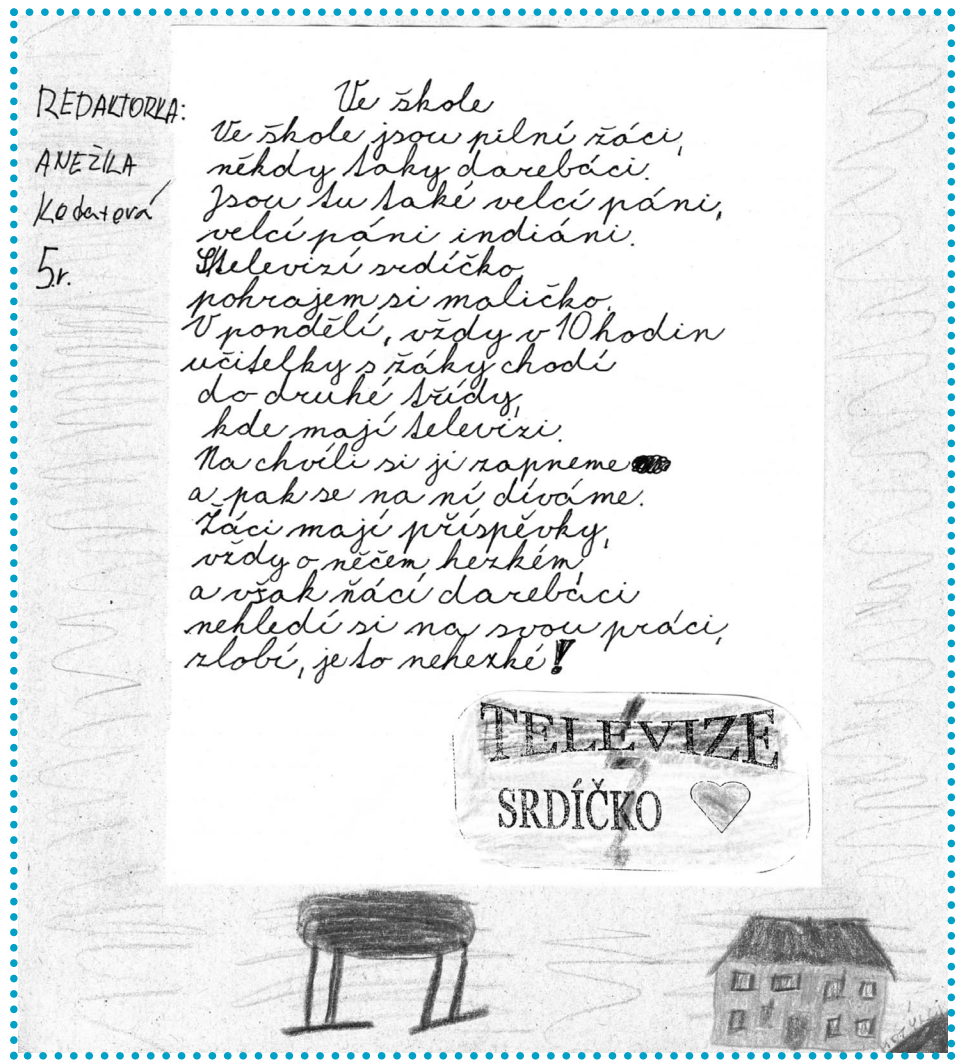 REDAKTORKA:
ANEŽKA
Kodatová
5.r.
Ve škole
Ve škole jsou pilní žáci,
někdy taky darebáci.
Jsou tu také velcí páni,
velcí páni indiáni.
S televizí srdíčko,
pohrajem si maličko.
V pondělí, vždy v 10 hodin
učitelky s žáky chodí
do druhé třídy,
kde mají televizi.
Na chvíli si ji zapneme
a pak se na ní díváme.
Žáci mají příspěvky,
vždy o něčem hezkém,
a však ňácí darebáci
nehledí si na svou práci,
zlobí, je to nehezké!
TELEVIZE
SRDÍČKO